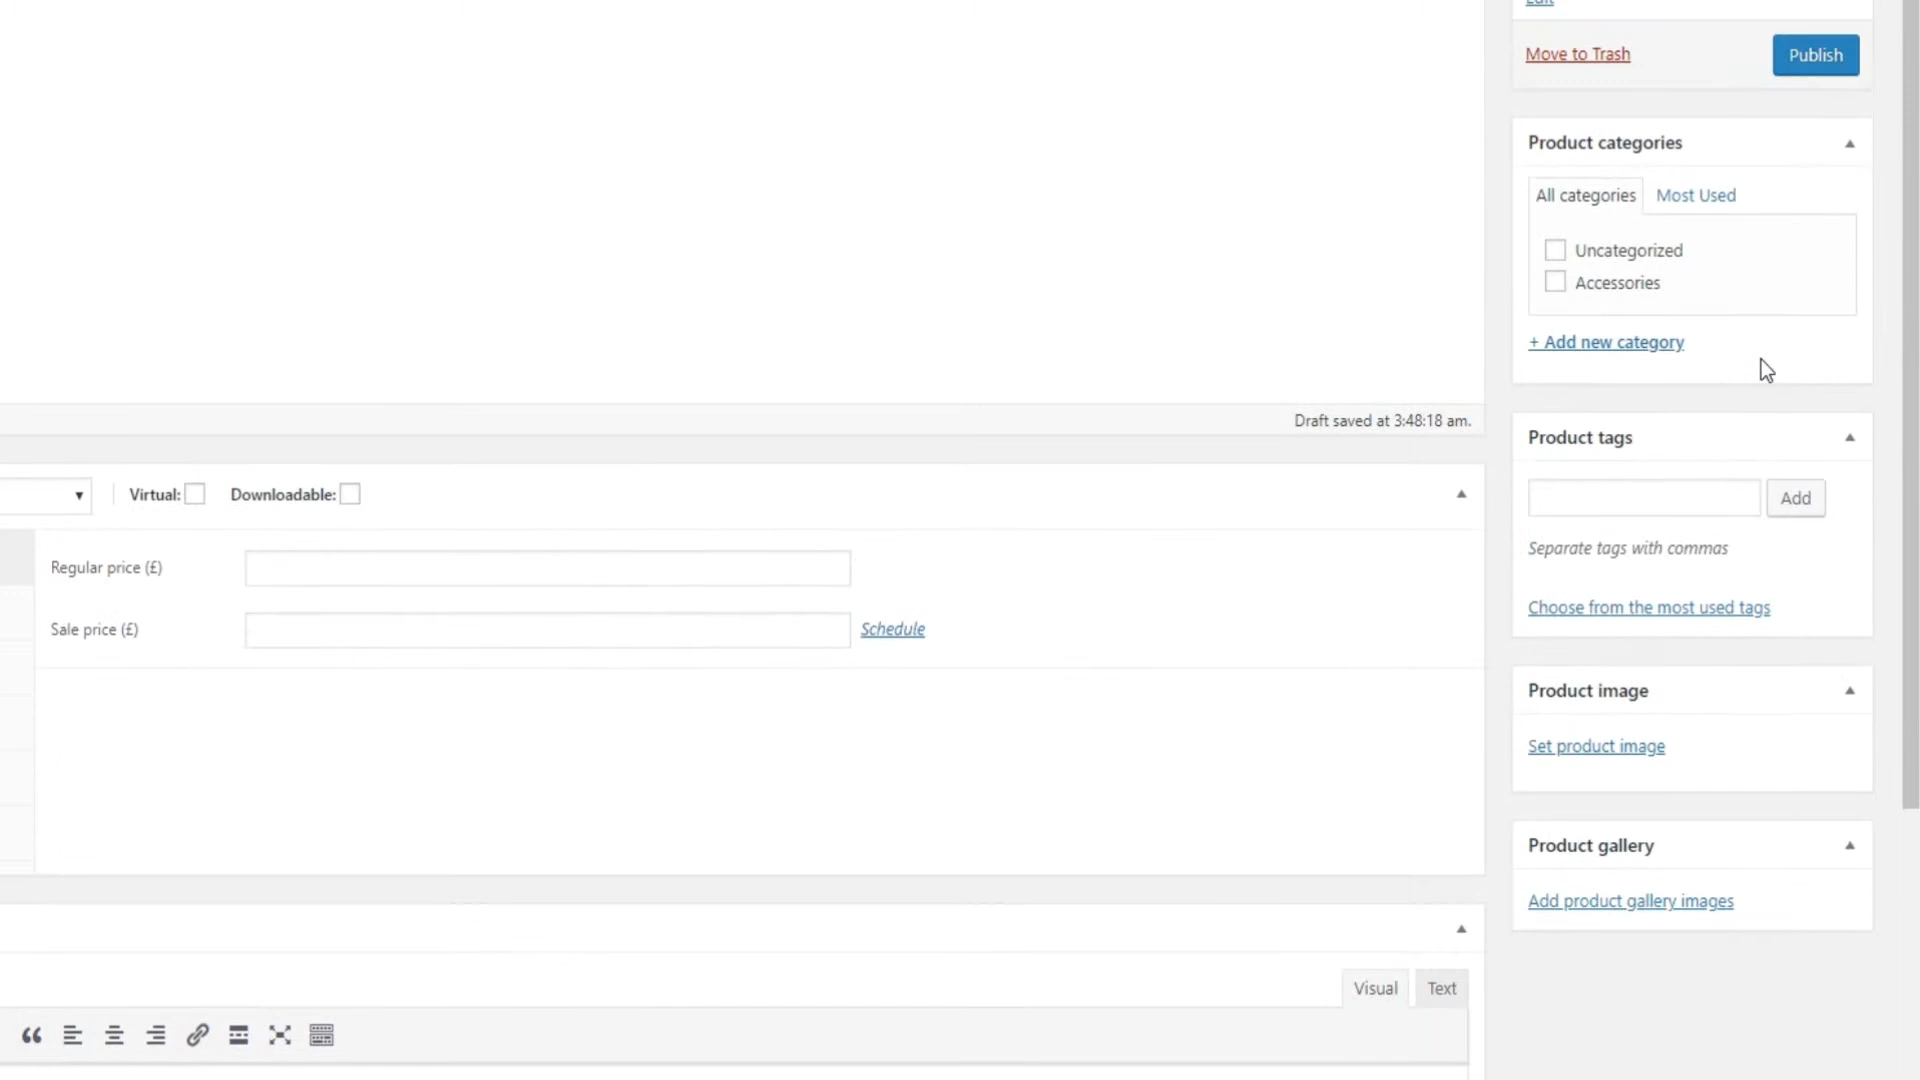 Edit
Move to Trash
Publish
Product categories
All categories
Most Used
Uncategorized
Accessories
+ Add new category
Draft saved at 3:48:18 am.
Product tags
Add
Separate tags with commas
Choose from the most used tags
Virtual:
Downloadable:
Regular price (£)
Sale price (£)
Schedule
Product image
Set product image
Product gallery
Add product gallery images
Visual
Text